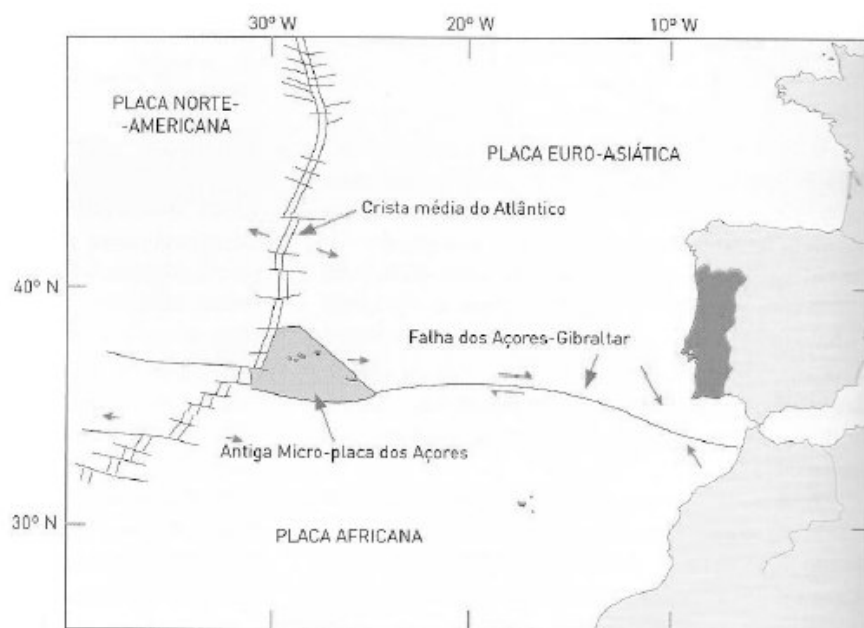 30º W
20º W
10º W
PLACA NORTE-
-AMERICANA
PLACA EURO-ASIÁTICA
Crista média do Atlântico
40º N
Falha dos Açores-Gibraltar
Antiga Micro-placa dos Açores
30º N
PLACA AFRICANA